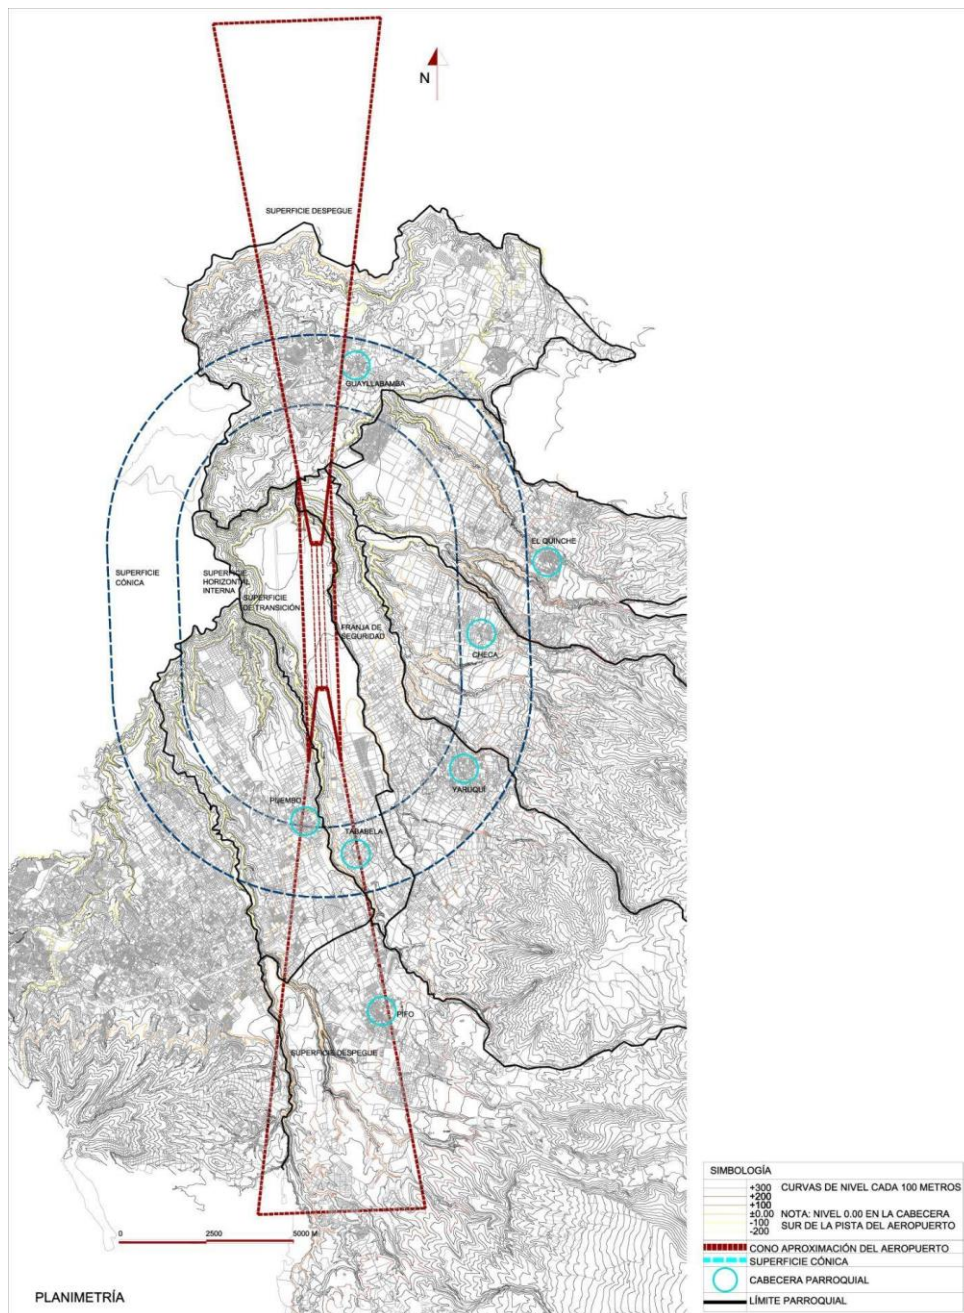 N
SUPERFICIE DESPEGUE
GUAYLLABAMBA
EL QUINCHE
SUPERFICIE
CÓNICA
SUPERFICIE
HORIZONTAL
INTERNA
SUPERFICIE
DE TRANSICIÓN
FRANJA DE
SEGURIDAD
CHECA
YARUQUÍ
PUEMBO
TABABELA
PIFO
SUPERFICIE DESPEGUE
0 2500 5000 M
PLANIMETRÍA
SIMBOLOGÍA
+300 CURVAS DE NIVEL CADA 100 METROS
+200
+100
±0.00 NOTA: NIVEL 0.00 EN LA CABECERA
-100 SUR DE LA PISTA DEL AEROPUERTO
-200
CONO APROXIMACIÓN DEL AEROPUERTO
SUPERFICIE CÓNICA
CABECERA PARROQUIAL
LÍMITE PARROQUIAL